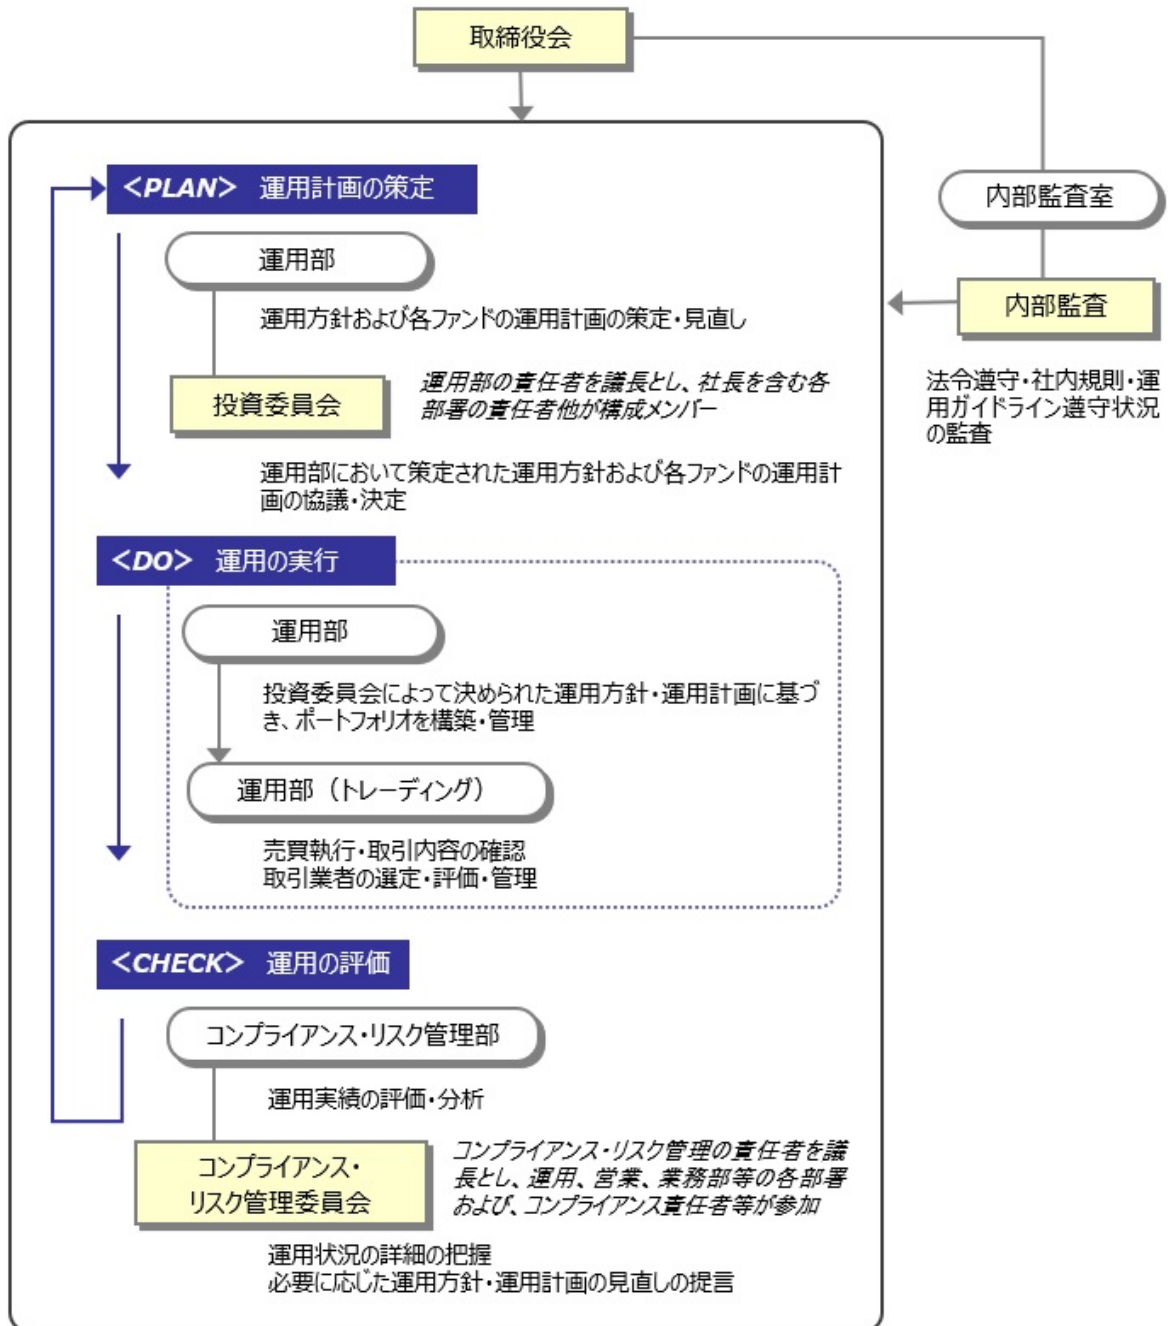 取締役会
<PLAN> 運用計画の策定
運用部
運用方針および各ファンドの運用計画の策定・見直し
投資委員会
運用部の責任者を議長とし、社長を含む各
部署の責任者他が構成メンバー
運用部において策定された運用方針および各ファンドの運用計
画の協議・決定
<DO> 運用の実行
運用部
投資委員会によって決められた運用方針・運用計画に基づ
き、ポートフォリオを構築・管理
運用部（トレーディング）
売買執行・取引内容の確認
取引業者の選定・評価・管理
<CHECK> 運用の評価
コンプライアンス・リスク管理部
運用実績の評価・分析
コンプライアンス・
リスク管理委員会
コンプライアンス・リスク管理の責任者を議
長とし、運用、営業、業務部等の各部署
および、コンプライアンス責任者等が参加
運用状況の詳細の把握
必要に応じた運用方針・運用計画の見直しの提言
内部監査室
内部監査
法令遵守・社内規則・運
用ガイドライン遵守状況
の監査